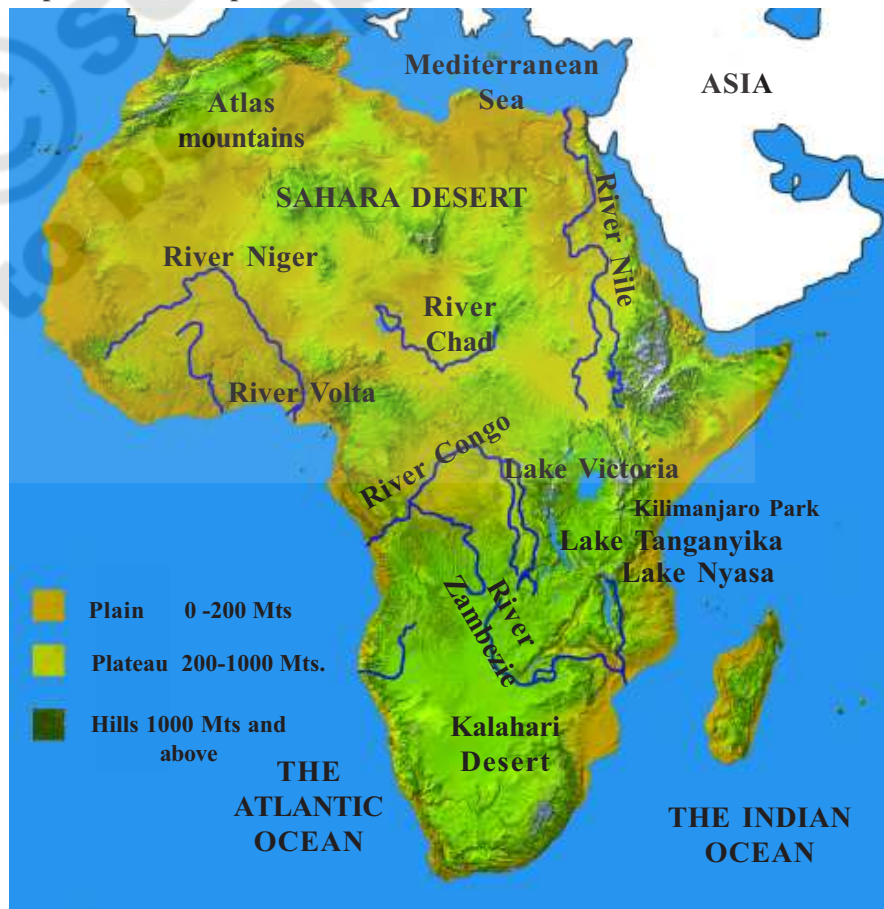 Mediterranean
Sea
ASIA
Atlas
mountains
SAHARA DESERT
River Nile
River Niger
River
Chad
River Volta
River Congo
Lake Victoria
Kilimanjaro Park
Lake Tanganyika
Lake Nyasa
River
Zambezie
Plain 0 -200 Mts
Plateau 200-1000 Mts.
Hills 1000 Mts and
above
Kalahari
Desert
THE
ATLANTIC
OCEAN
THE INDIAN
OCEAN